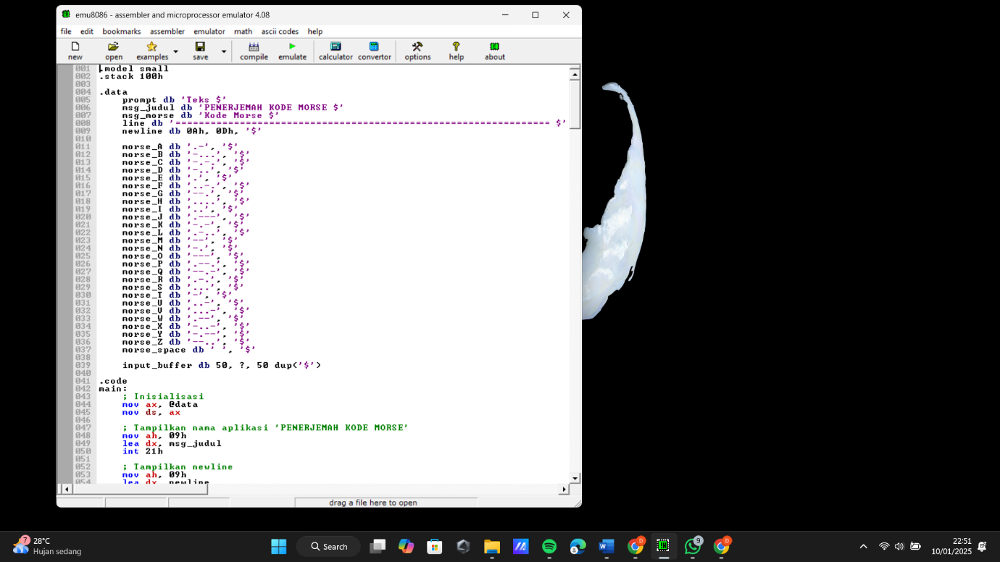 emu8086 - assembler and microprocessor emulator 4.08
file edit bookmarks assembler emulator math ascii codes help
new open examples save compile emulate calculator convertor options help about
001 .model small
002 .stack 100h
003
004 .data
005 prompt db 'Teks $'
006 msg_judul db 'PENERJEMAH KODE MORSE $'
007 msg_morse db 'Kode Morse $'
008 line db '================================================================ $'
009 newline db 0Ah, 0Dh, '$'
010
011 morse_A db '.-', '$'
012 morse_B db '-...', '$'
013 morse_C db '-.-.', '$'
014 morse_D db '-..', '$'
015 morse_E db '.', '$'
016 morse_F db '..-.', '$'
017 morse_G db '--.', '$'
018 morse_H db '....', '$'
019 morse_I db '..', '$'
020 morse_J db '.---', '$'
021 morse_K db '-.-', '$'
022 morse_L db '.-..', '$'
023 morse_M db '--', '$'
024 morse_N db '-.', '$'
025 morse_O db '---', '$'
026 morse_P db '.--.', '$'
027 morse_Q db '--.-', '$'
028 morse_R db '.-.', '$'
029 morse_S db '...', '$'
030 morse_T db '-', '$'
031 morse_U db '..-', '$'
032 morse_V db '...-', '$'
033 morse_W db '.--', '$'
034 morse_X db '-..-', '$'
035 morse_Y db '-.--', '$'
036 morse_Z db '--..', '$'
037 morse_space db ' ', '$'
038
039 input_buffer db 50, ?, 50 dup('$')
040
041 .code
042 main:
043 ; Inisialisasi
044 mov ax, @data
045 mov ds, ax
046
047 ; Tampilkan nama aplikasi 'PENERJEMAH KODE MORSE'
048 mov ah, 09h
049 lea dx, msg_judul
050 int 21h
051
052 ; Tampilkan newline
053 mov ah, 09h
054 lea dx, newline
drag a file here to open
7
28°C
Hujan sedang
Search
D
9
D
22:51
10/01/2025